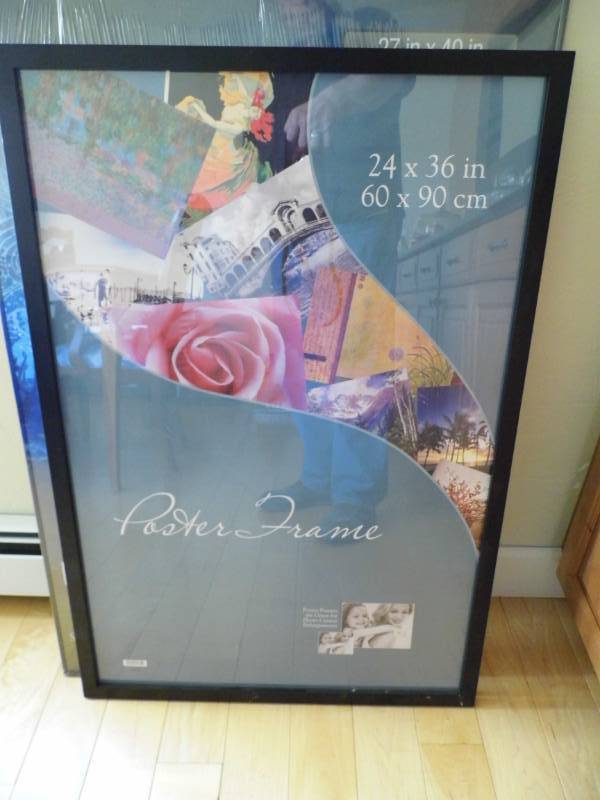 27 in x 40 in
24 x 36 in
60 x 90 cm
Poster Frame